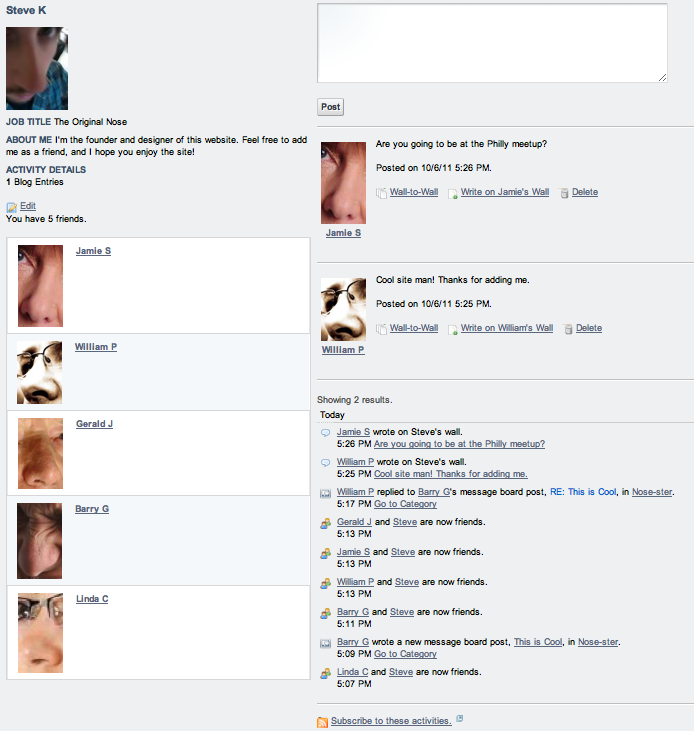 Steve K
JOB TITLE The Original Nose
ABOUT ME I'm the founder and designer of this website. Feel free to add
me as a friend, and I hope you enjoy the site!
ACTIVITY DETAILS
1 Blog Entries
Edit
You have 5 friends.
Jamie S
William P
Gerald J
Barry G
Linda C
Post
Are you going to be at the Philly meetup?
Posted on 10/6/11 5:26 PM.
Wall-to-Wall Write on Jamie's Wall Delete
Jamie S
Cool site man! Thanks for adding me.
Posted on 10/6/11 5:25 PM.
Wall-to-Wall Write on William's Wall Delete
William P
Showing 2 results.
Today
Jamie S wrote on Steve's wall.
5:26 PM Are you going to be at the Philly meetup?
William P wrote on Steve's wall.
5:25 PM Cool site man! Thanks for adding me.
William P replied to Barry G's message board post, RE: This is Cool, in Nose-ster.
5:17 PM Go to Category
Gerald J and Steve are now friends.
5:13 PM
Jamie S and Steve are now friends.
5:13 PM
William P and Steve are now friends.
5:13 PM
Barry G and Steve are now friends.
5:11 PM
Barry G wrote a new message board post, This is Cool, in Nose-ster.
5:09 PM Go to Category
Linda C and Steve are now friends.
5:07 PM
Subscribe to these activities.